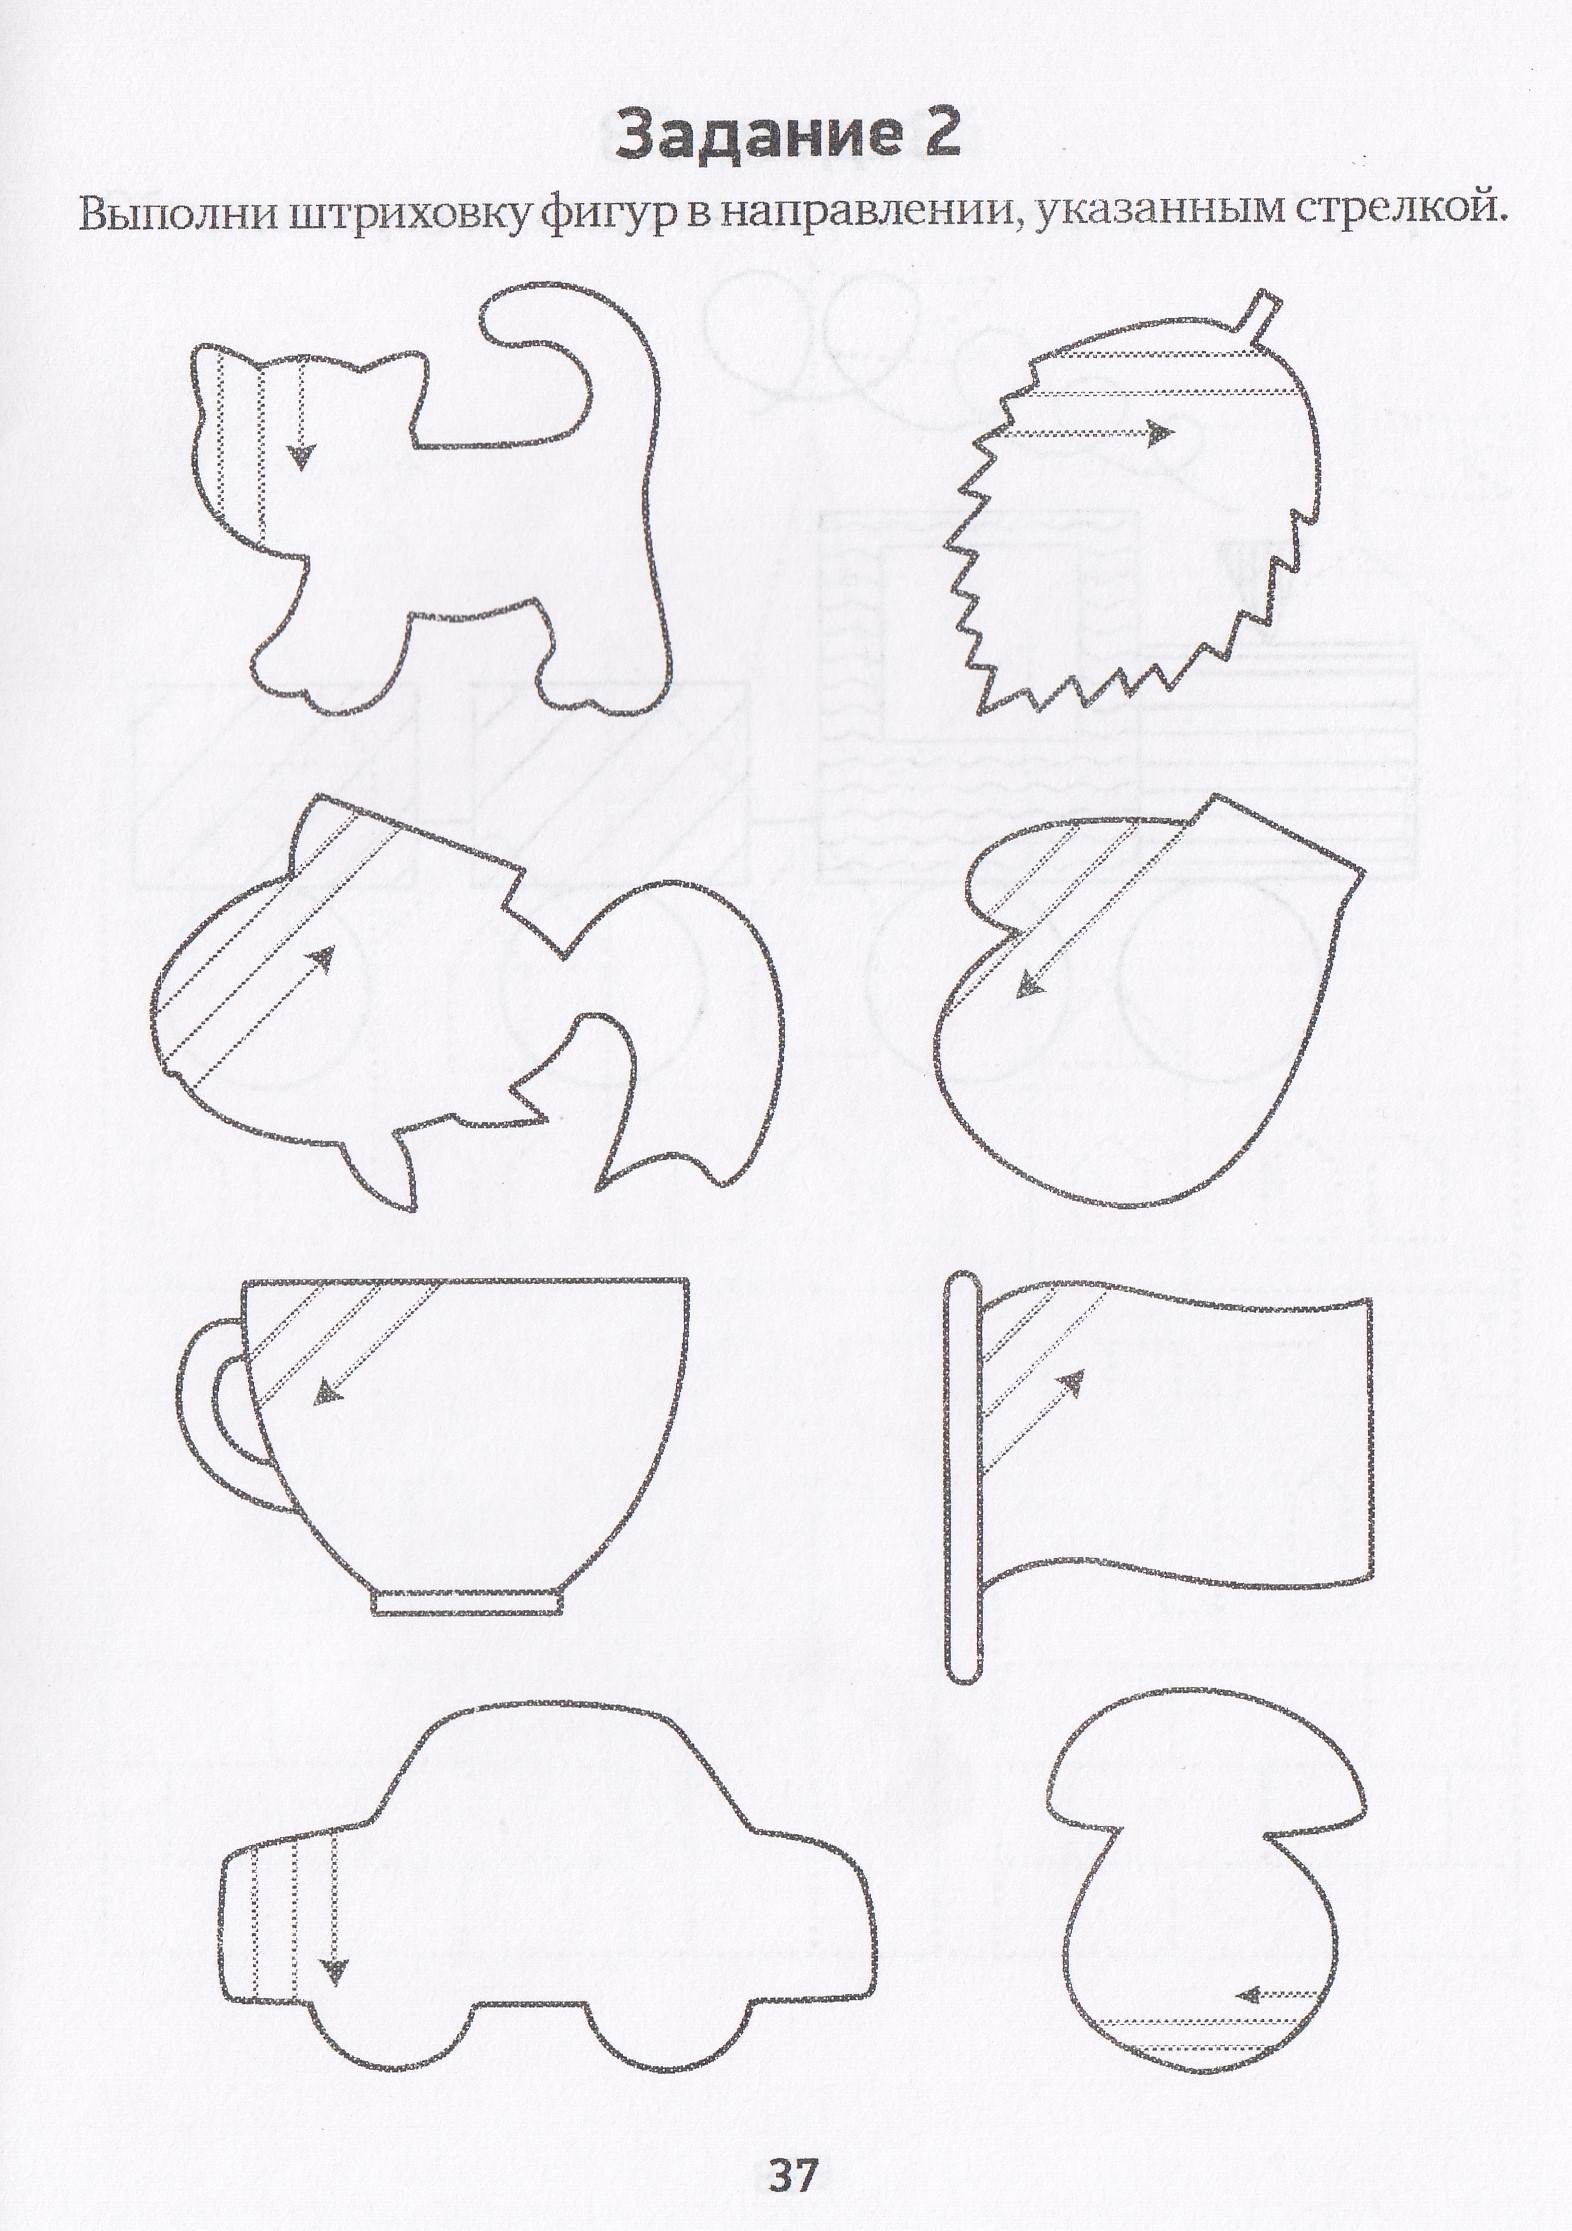 Задание 2
Выполни штриховку фигур в направлении, указанным стрелкой.
37